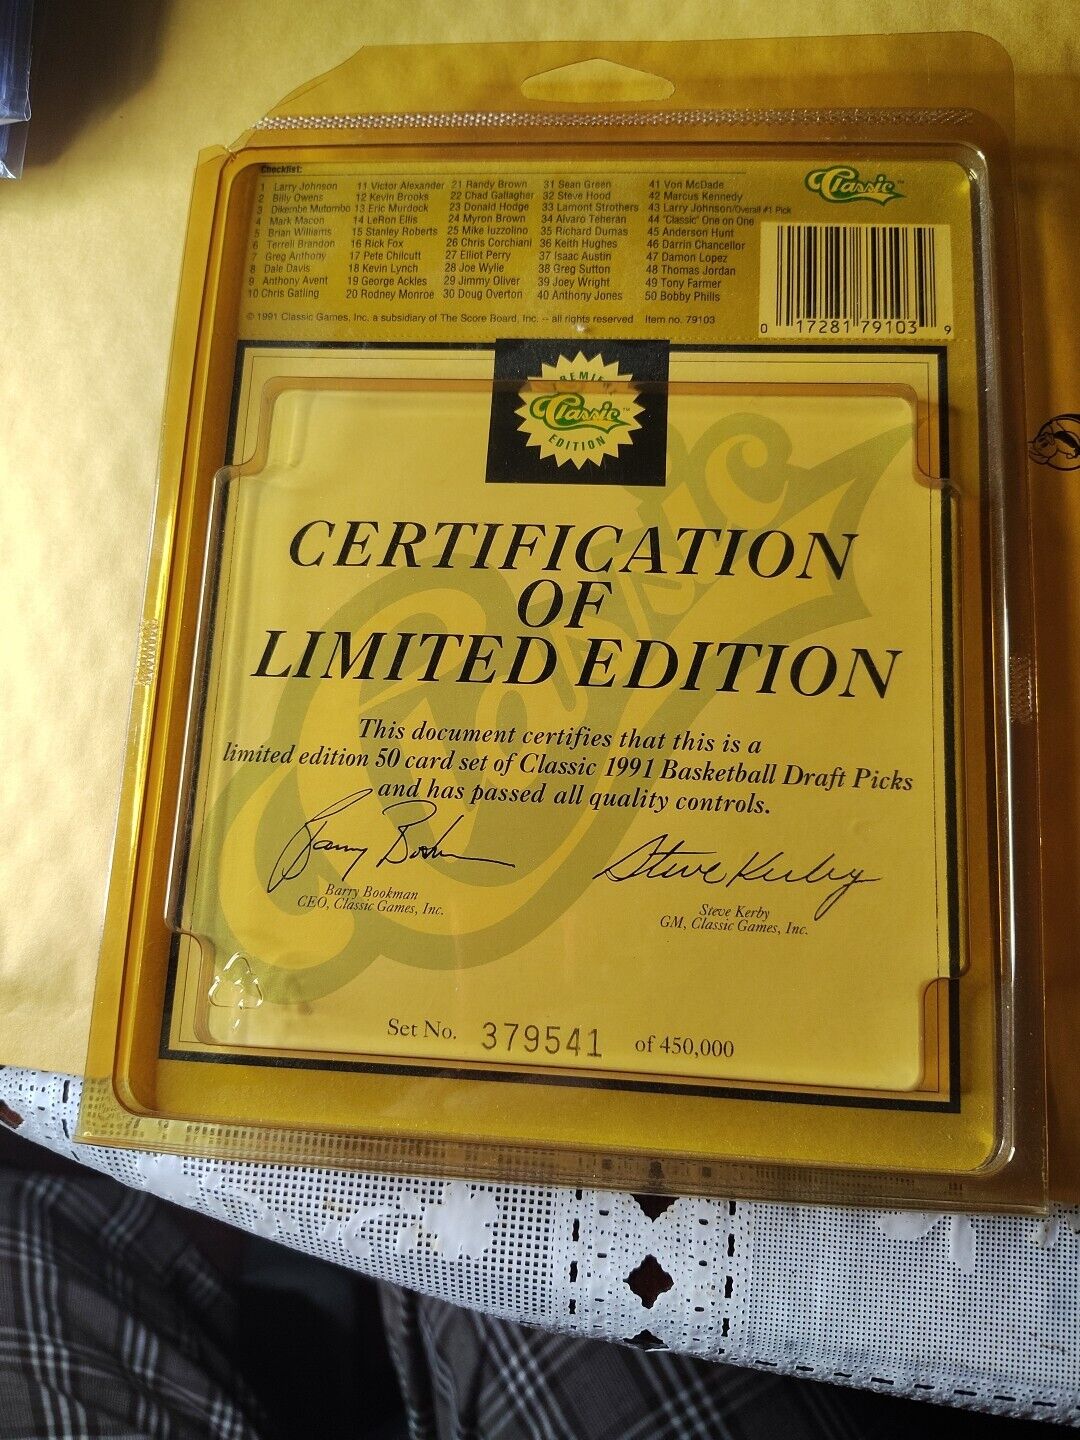 Checklist:
Classic™
1 Larry Johnson 11 Victor Alexander 21 Randy Brown 31 Sean Green 41 Von McDade
2 Billy Owens 12 Kevin Brooks 22 Chad Gallagher 32 Steve Hood 42 Marcus Kennedy
3 Dikembe Mutombo 13 Eric Murdock 23 Donald Hodge 33 Lamont Strothers 43 Larry Johnson/Overall #1 Pick
4 Mark Macon 14 LeRon Ellis 24 Myron Brown 34 Alvaro Teheran 44 "Classic" One on One
5 Brian Williams 15 Stanley Roberts 25 Mike Iuzzolino 35 Richard Dumas 45 Anderson Hunt
6 Terrell Brandon 16 Rick Fox 26 Chris Corchiani 36 Keith Hughes 46 Darrin Chancellor
7 Greg Anthony 17 Pete Chilcutt 27 Elliot Perry 37 Isaac Austin 47 Damon Lopez
8 Dale Davis 18 Kevin Lynch 28 Joe Wylie 38 Greg Sutton 48 Thomas Jordan
9 Anthony Avent 19 George Ackles 29 Jimmy Oliver 39 Joey Wright 49 Tony Farmer
10 Chris Gatling 20 Rodney Monroe 30 Doug Overton 40 Anthony Jones 50 Bobby Phills
© 1991 Classic Games, Inc. a subsidiary of The Score Board, Inc. -- all rights reserved Item no. 79103
0 17281 79103 9
PREMIER
Classic™
EDITION
CERTIFICATION
OF
LIMITED EDITION
This document certifies that this is a
limited edition 50 card set of Classic 1991 Basketball Draft Picks
and has passed all quality controls.
Barry Bookman
Steve Kerby
Barry Bookman
CEO, Classic Games, Inc.
Steve Kerby
GM, Classic Games, Inc.
Set No. 379541 of 450,000